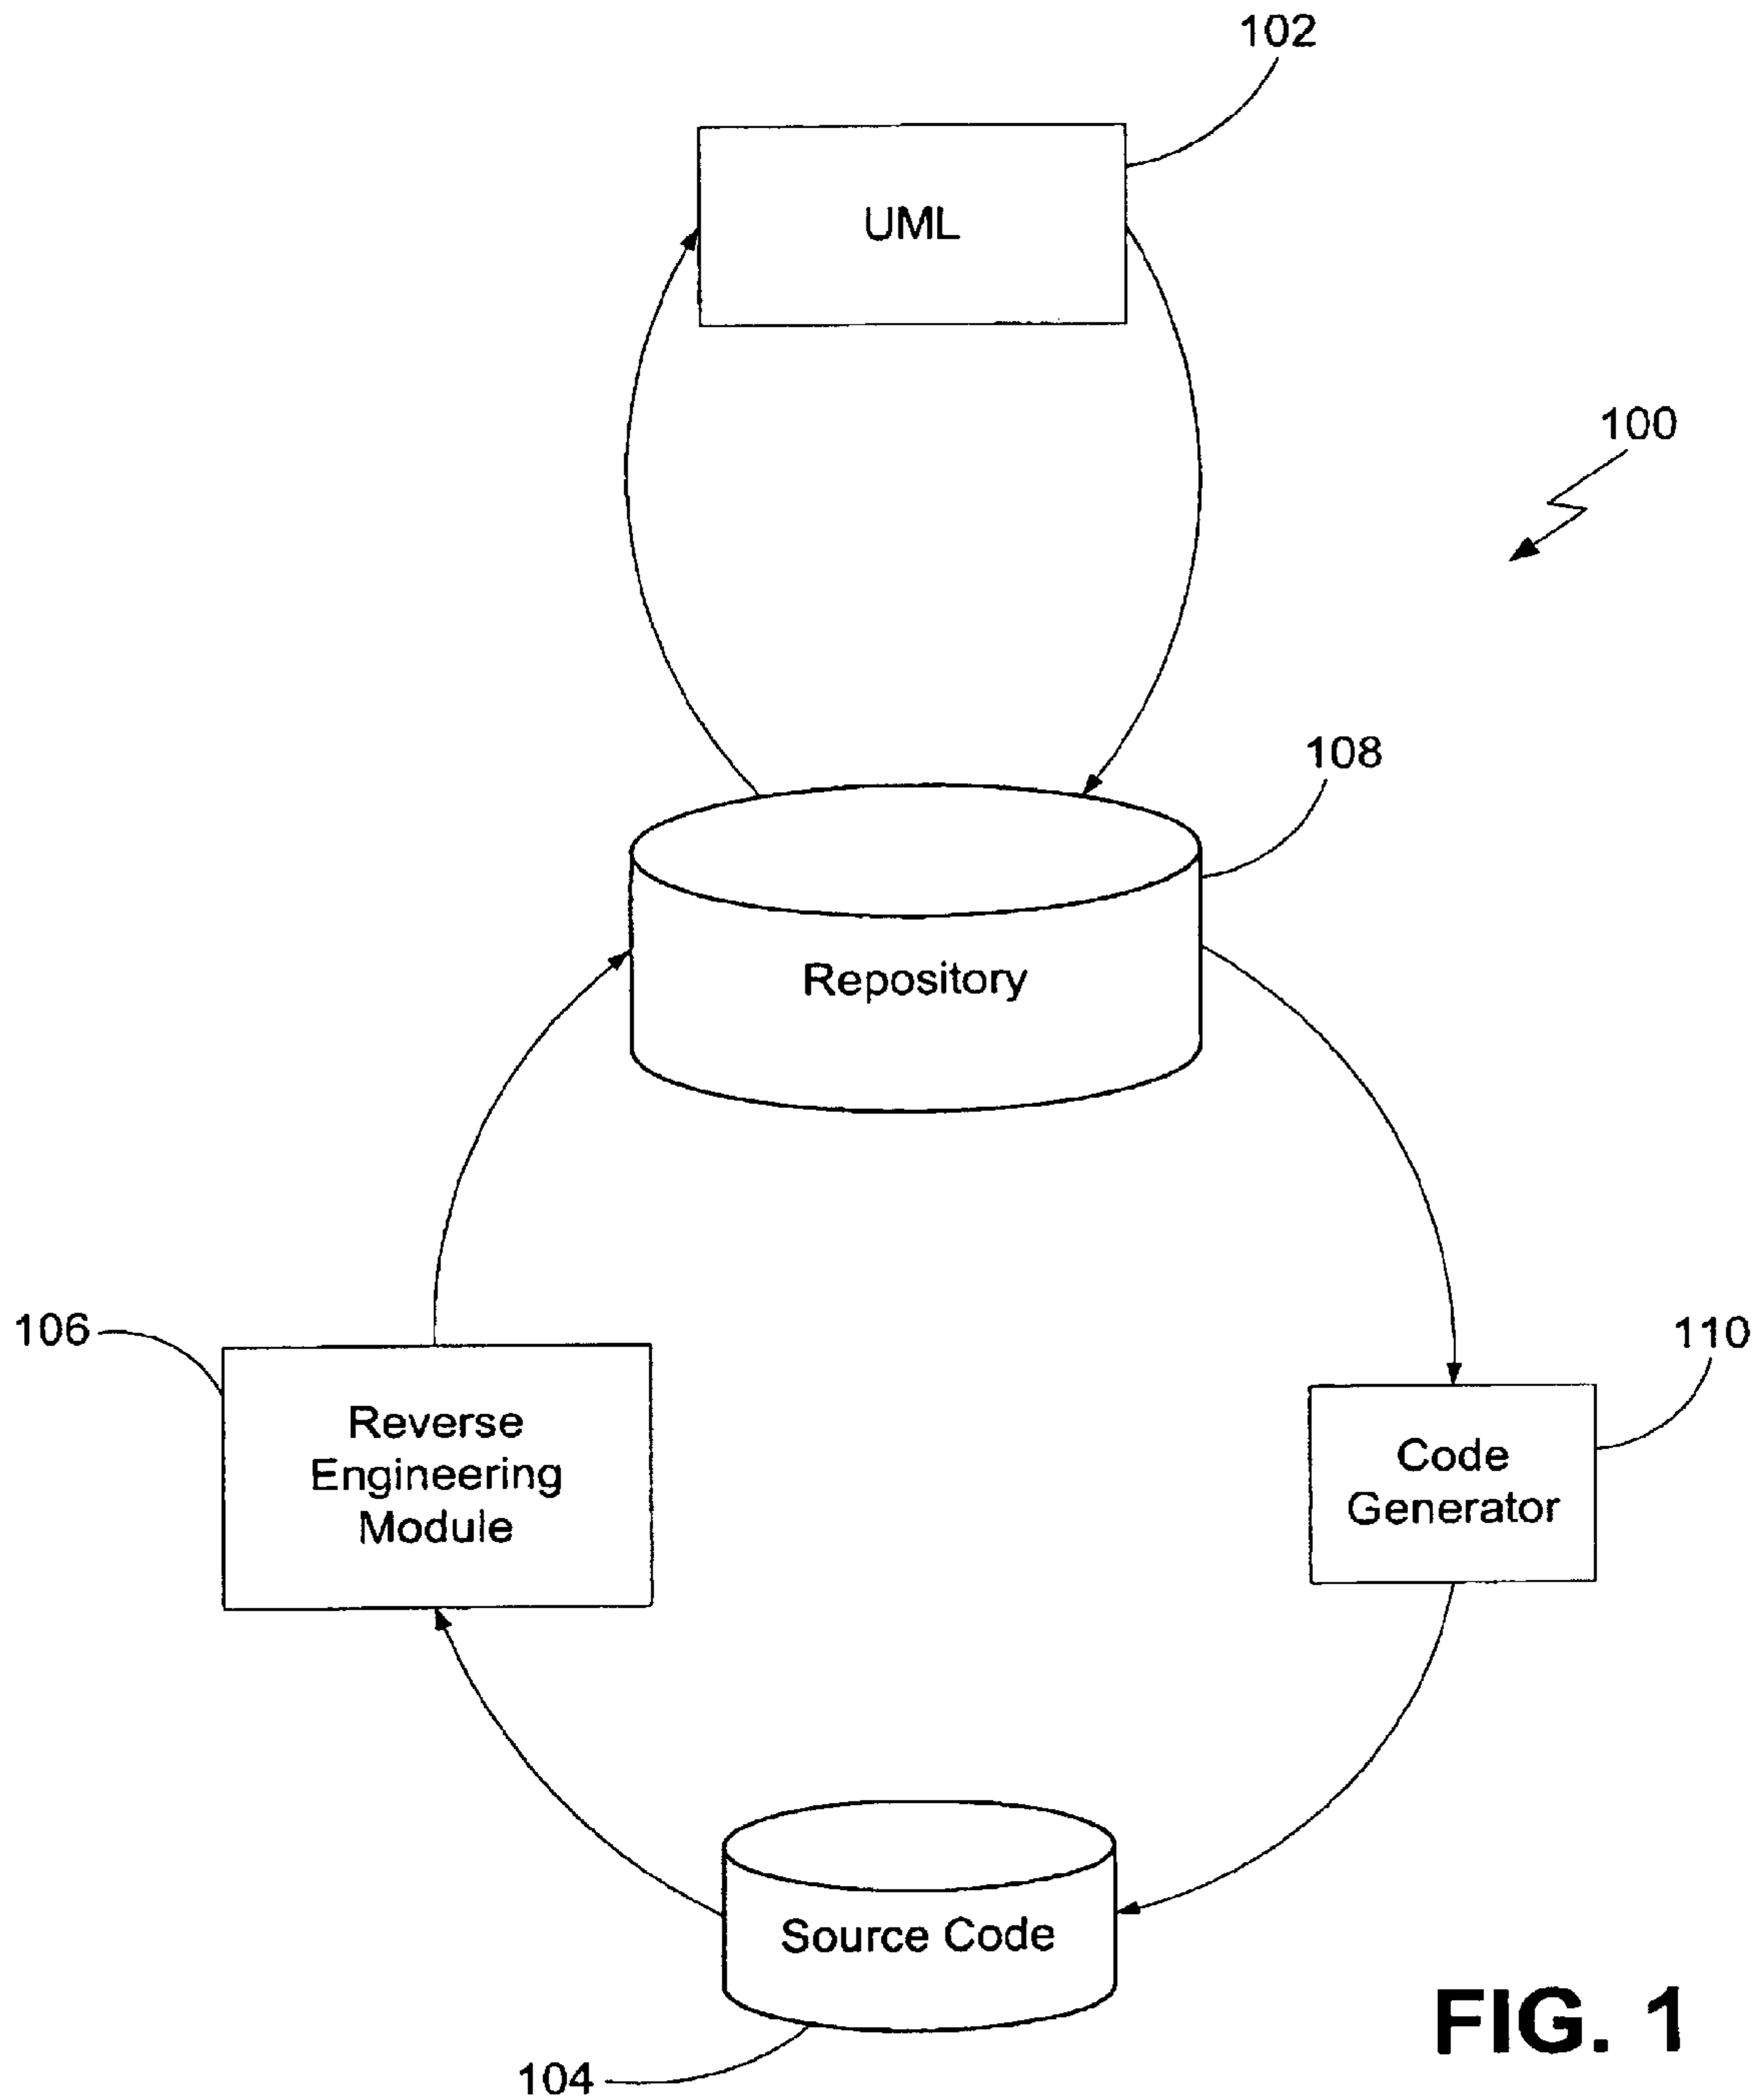 102
UML
100
108
Repository
106
110
Reverse
Engineering
Module
Code
Generator
Source Code
104
FIG. 1